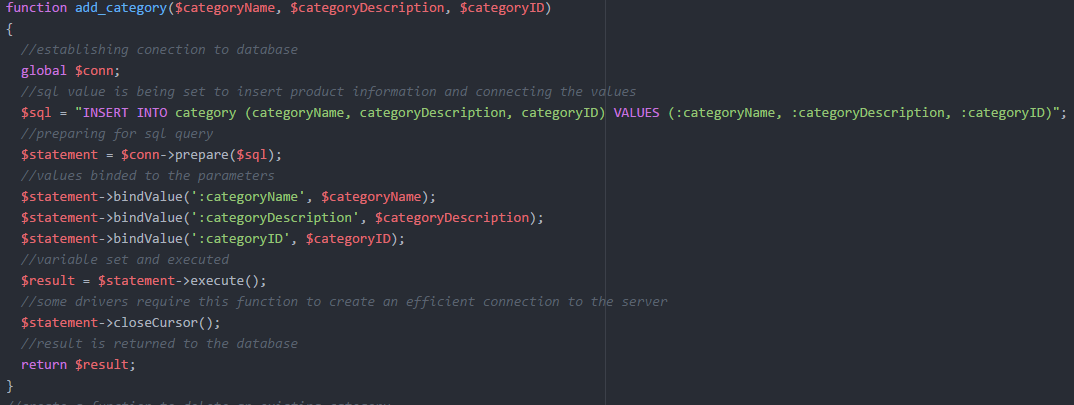 function add_category($categoryName, $categoryDescription, $categoryID)
{
//establishing conection to database
global $conn;
//sql value is being set to insert product information and connecting the values
$sql = "INSERT INTO category (categoryName, categoryDescription, categoryID) VALUES (:categoryName, :categoryDescription, :categoryID)";
//preparing for sql query
$statement = $conn->prepare($sql);
//values binded to the parameters
$statement->bindValue(':categoryName', $categoryName);
$statement->bindValue(':categoryDescription', $categoryDescription);
$statement->bindValue(':categoryID', $categoryID);
//variable set and executed
$result = $statement->execute();
//some drivers require this function to create an efficient connection to the server
$statement->closeCursor();
//result is returned to the database
return $result;
}